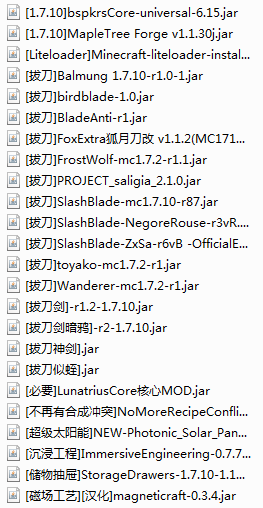 [1.7.10]bspkrsCore-universal-6.15.jar
[1.7.10]MapleTree Forge v1.1.30j.jar
[Liteloader]Minecraft-liteloader-instal...
[拔刀]Balmung 1.7.10-r1.0-1.jar
[拔刀]birdblade-1.0.jar
[拔刀]BladeAnti-r1.jar
[拔刀]FoxExtra狐月刀改 v1.1.2(MC171...
[拔刀]FrostWolf-mc1.7.2-r1.1.jar
[拔刀]PROJECT_saligia_2.1.0.jar
[拔刀]SlashBlade-mc1.7.10-r87.jar
[拔刀]SlashBlade-NegoreRouse-r3vR....
[拔刀]SlashBlade-ZxSa-r6vB -OfficialE...
[拔刀]toyako-mc1.7.2-r1.jar
[拔刀]Wanderer-mc1.7.2-r1.jar
[拔刀剑]-r1.2-1.7.10.jar
[拔刀剑暗鸦]-r2-1.7.10.jar
[拔刀神剑].jar
[拔刀似蛭].jar
[必要]LunatriusCore核心MOD.jar
[不再有合成冲突]NoMoreRecipeConfli...
[超级太阳能]NEW-Photonic_Solar_Pan...
[沉浸工程]ImmersiveEngineering-0.7.7...
[储物抽屉]StorageDrawers-1.7.10-1.1...
[磁场工艺][汉化]magneticraft-0.3.4.jar